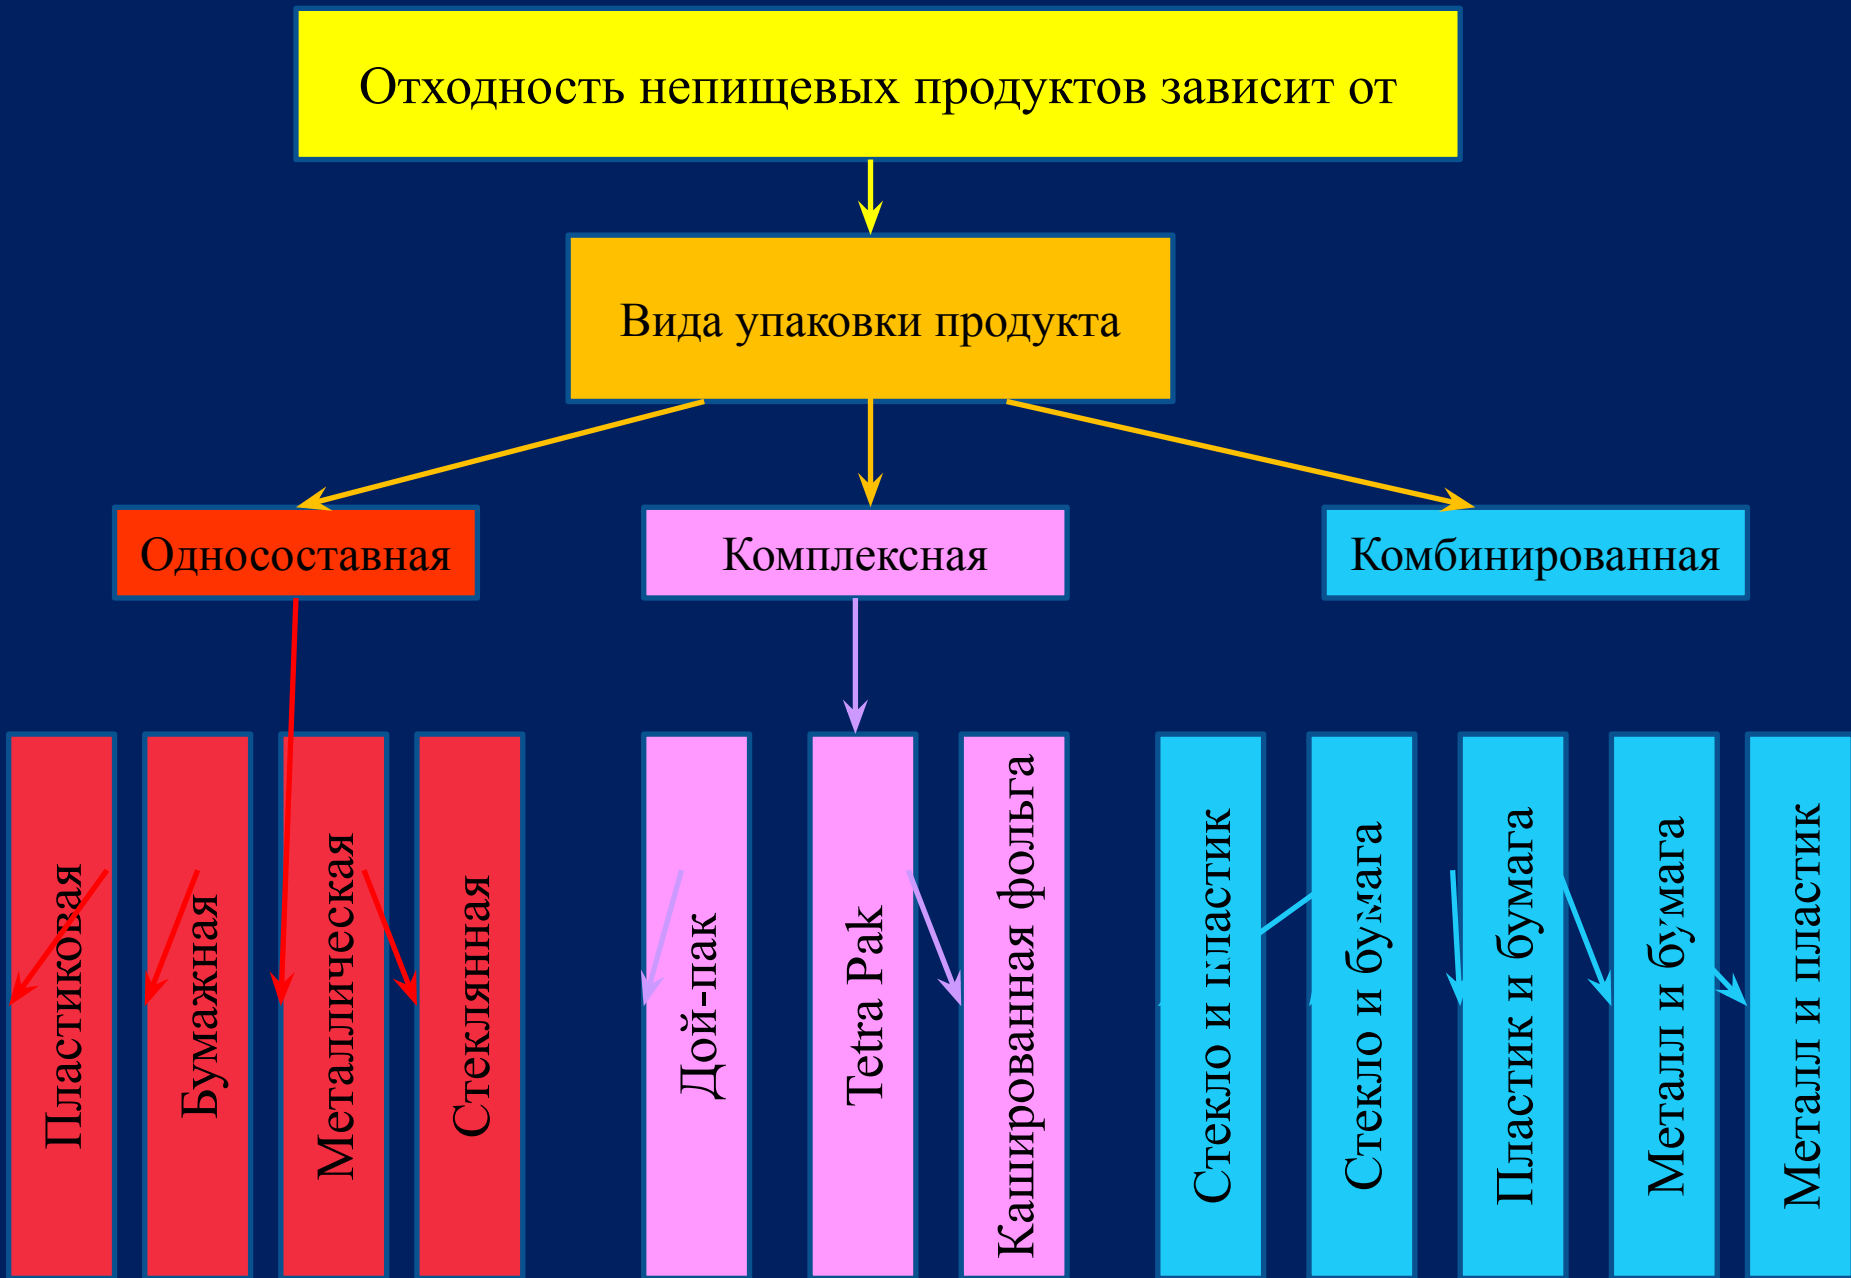 Отходность непищевых продуктов зависит от
Вида упаковки продукта
Односоставная
Комплексная
Комбинированная
Пластиковая
Бумажная
Металлическая
Стеклянная
Дой-пак
Tetra Pak
Кашированная фольга
Стекло и пластик
Стекло и бумага
Пластик и бумага
Металл и бумага
Металл и пластик